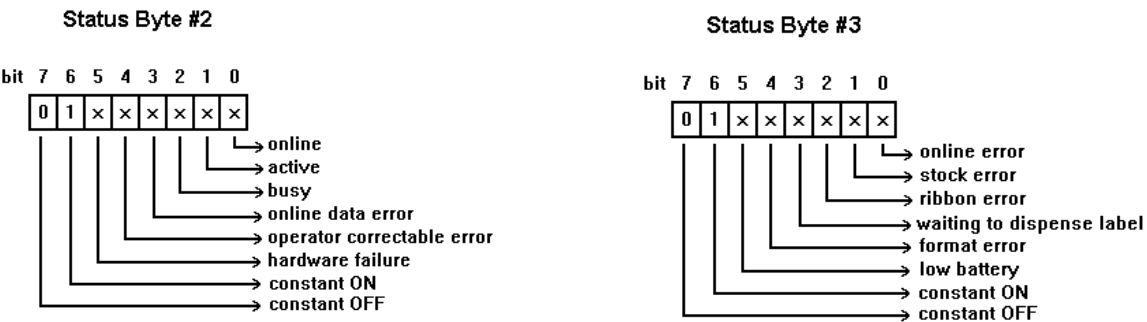 Status Byte #2
bit 7 6 5 4 3 2 1 0
0 1 × × × × × ×
online
active
busy
online data error
operator correctable error
hardware failure
constant ON
constant OFF
Status Byte #3
bit 7 6 5 4 3 2 1 0
0 1 × × × × × ×
online error
stock error
ribbon error
waiting to dispense label
format error
low battery
constant ON
constant OFF